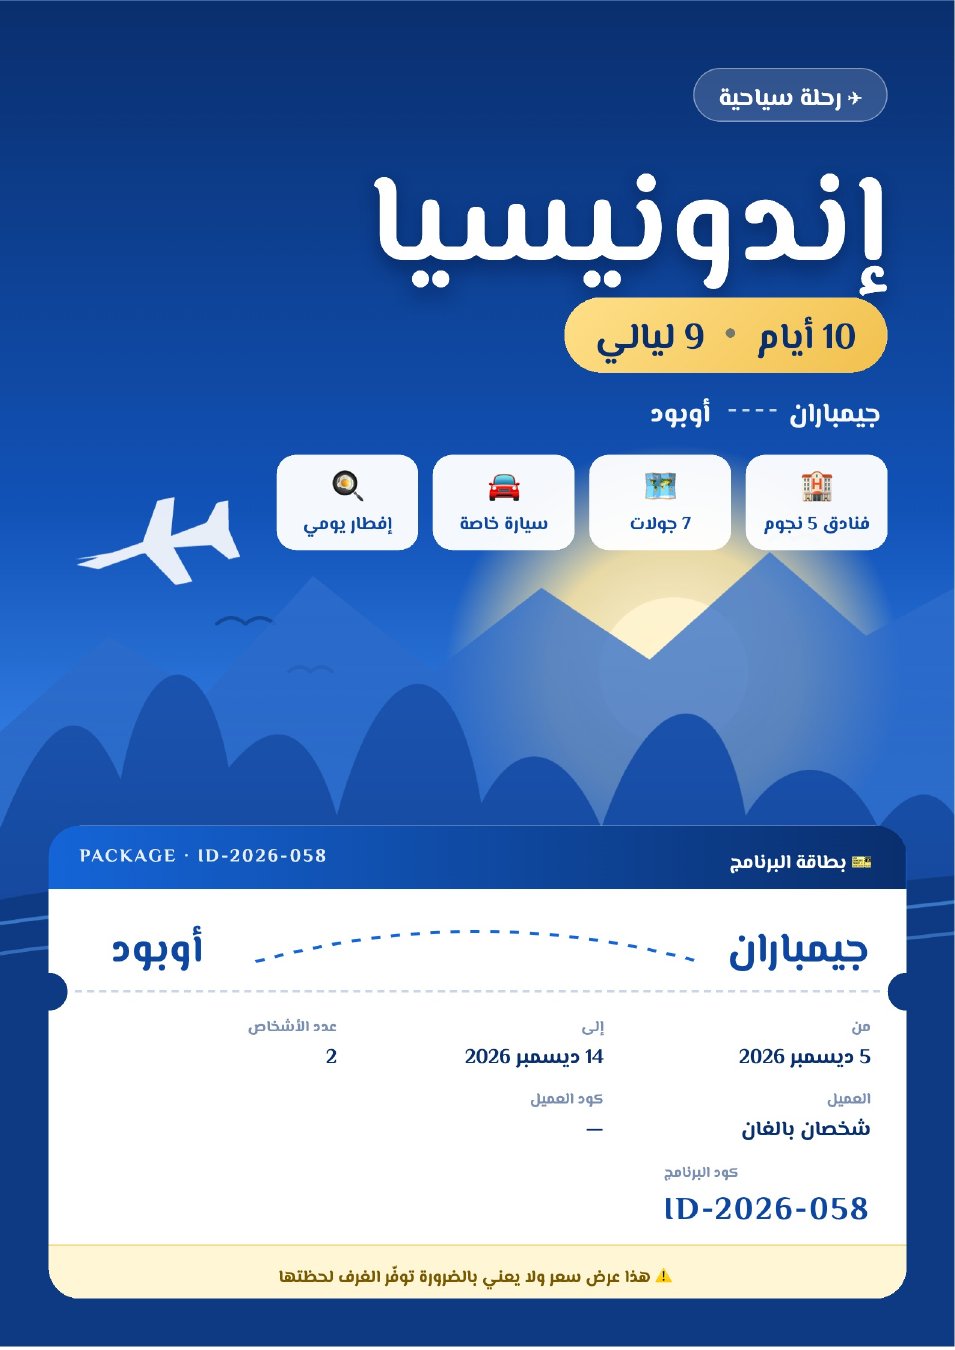 ✈ رحلة سياحية
إندونيسيا
10 أيام • 9 ليالي
جيمباران ---- أوبود
فنادق 5 نجوم
7 جولات
سيارة خاصة
إفطار يومي
🎫 بطاقة البرنامج
PACKAGE · ID-2026-058
جيمباران
أوبود
من
إلى
عدد الأشخاص
5 ديسمبر 2026
14 ديسمبر 2026
2
العميل
كود العميل
شخصان بالغان
—
كود البرنامج
ID-2026-058
⚠️ هذا عرض سعر ولا يعني بالضرورة توفّر الغرف لحظتها